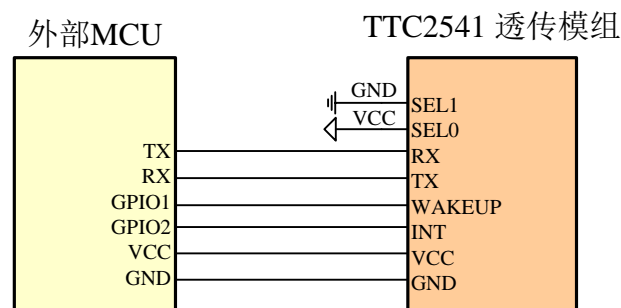 外部MCU
TTC2541 透传模组
GND
SEL1
VCC
SEL0
TX
RX
RX
TX
GPIO1
WAKEUP
GPIO2
INT
VCC
VCC
GND
GND